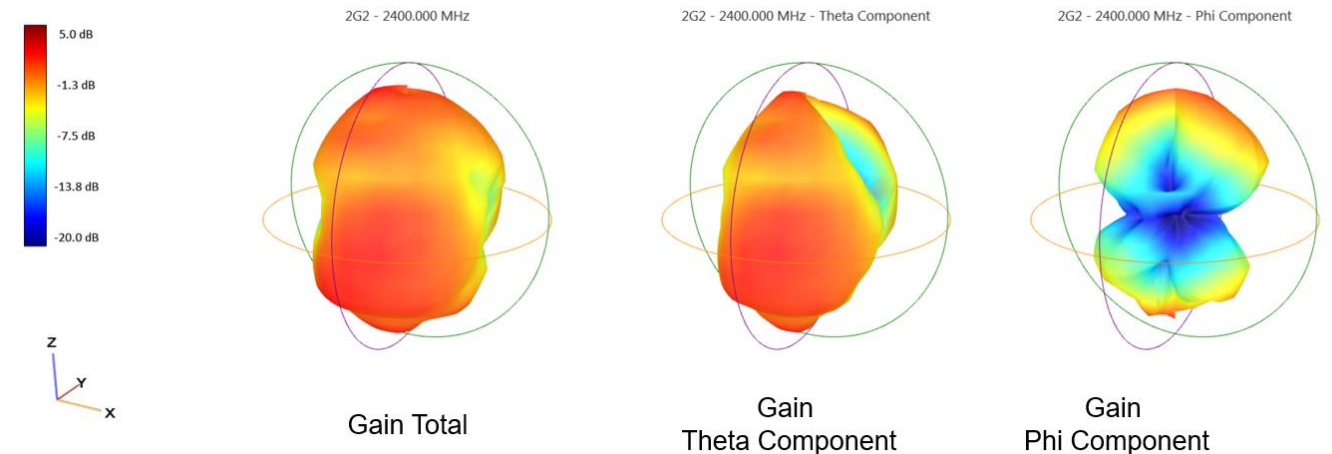 2G2 - 2400.000 MHz
2G2 - 2400.000 MHz - Theta Component
2G2 - 2400.000 MHz - Phi Component
5.0 dB
-1.3 dB
-7.5 dB
-13.8 dB
-20.0 dB
Z
Y
X
Gain Total
Gain
Theta Component
Gain
Phi Component